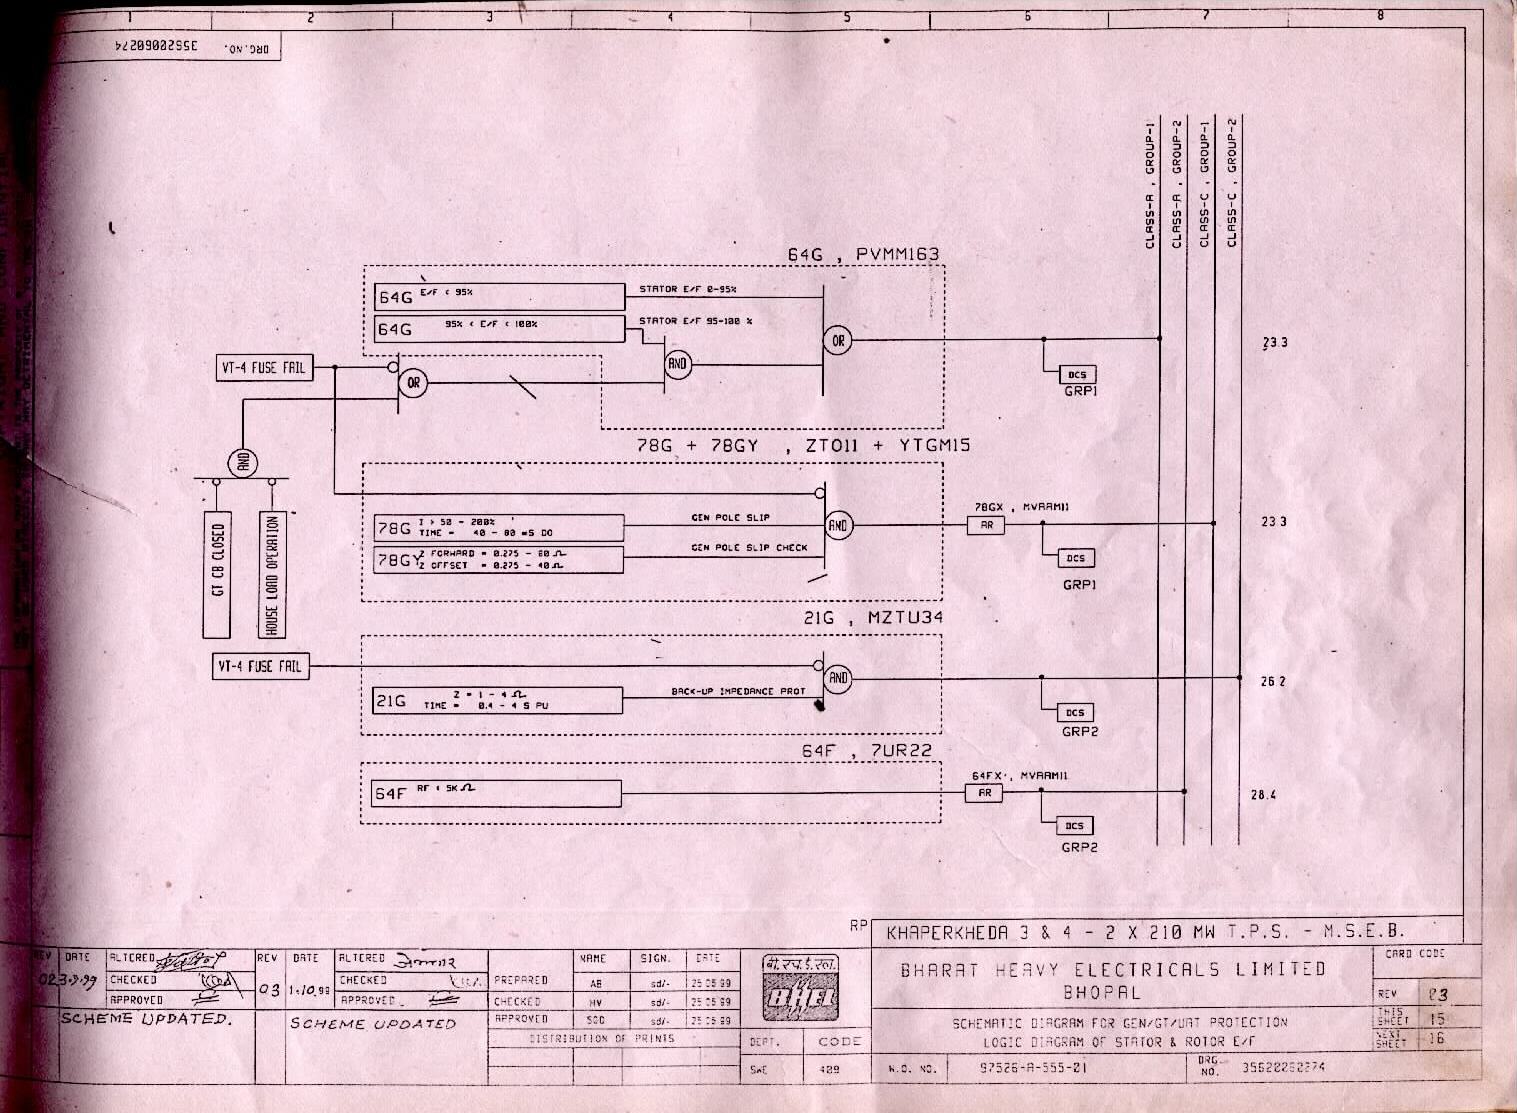 1 2 3 4 5 6 7 8
DRG.NO. 35620060274
CLASS-A , GROUP-1
CLASS-A , GROUP-2
CLASS-C , GROUP-1
CLASS-C , GROUP-2
64G , PVMM163
64G E/F < 95%
STATOR E/F 0-95%
64G 95% < E/F < 100%
STATOR E/F 95-100 %
OR
23.3
VT-4 FUSE FAIL
OR
AND
DCS
GRP1
78G + 78GY , ZTO11 + YTGM15
AND
78G I > 50 - 200%
TIME = 40 - 80 mS DO
GEN POLE SLIP
AND
78GX , MVAAM11
AR
23.3
78GY Z FORWARD = 0.275 - 60 Ω
Z OFFSET = 0.275 - 40 Ω
GEN POLE SLIP CHECK
DCS
GRP1
GT CB CLOSED
HOUSE LOAD OPERATION
21G , MZTU34
VT-4 FUSE FAIL
AND
26.2
21G Z = 1 - 4 Ω
TIME = 0.4 - 4 S PU
BACK-UP IMPEDANCE PROT
DCS
GRP2
64F , 7UR22
64F RF < 5K Ω
64FX , MVAAM11
AR
28.4
DCS
GRP2
RP
KHAPERKHEDA 3 & 4 - 2 X 210 MW T.P.S. - M.S.E.B.
REV DATE ALTERED
02 3.9.99 CHECKED
APPROVED
SCHEME UPDATED.
REV DATE ALTERED
03 1.10.99 CHECKED
APPROVED
SCHEME UPDATED
NAME SIGN. DATE
PREPARED AB sd/- 25 05 99
CHECKED HV sd/- 25 05 99
APPROVED sd/- 25 05 99
DISTRIBUTION OF PRINTS
बी.एच.ई.एल.
BHEL
DEPT. CODE
SWE 409
BHARAT HEAVY ELECTRICALS LIMITED
BHOPAL
SCHEMATIC DIAGRAM FOR GEN/GT/UAT PROTECTION
LOGIC DIAGRAM OF STATOR & ROTOR E/F
W.O. NO. 97526-A-555-01
DRG. NO.
CARD CODE
REV 03
THIS SHEET 15
NEXT SHEET 16